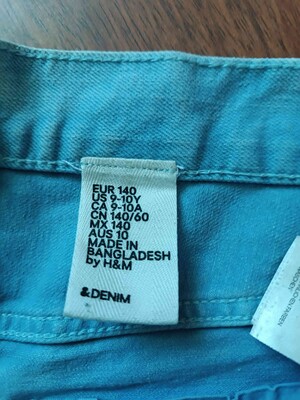 EUR 140
US 9-10Y
CA 9-10A
CN 140/60
MX 140
AUS 10
MADE IN
BANGLADESH
by H&M
&DENIM